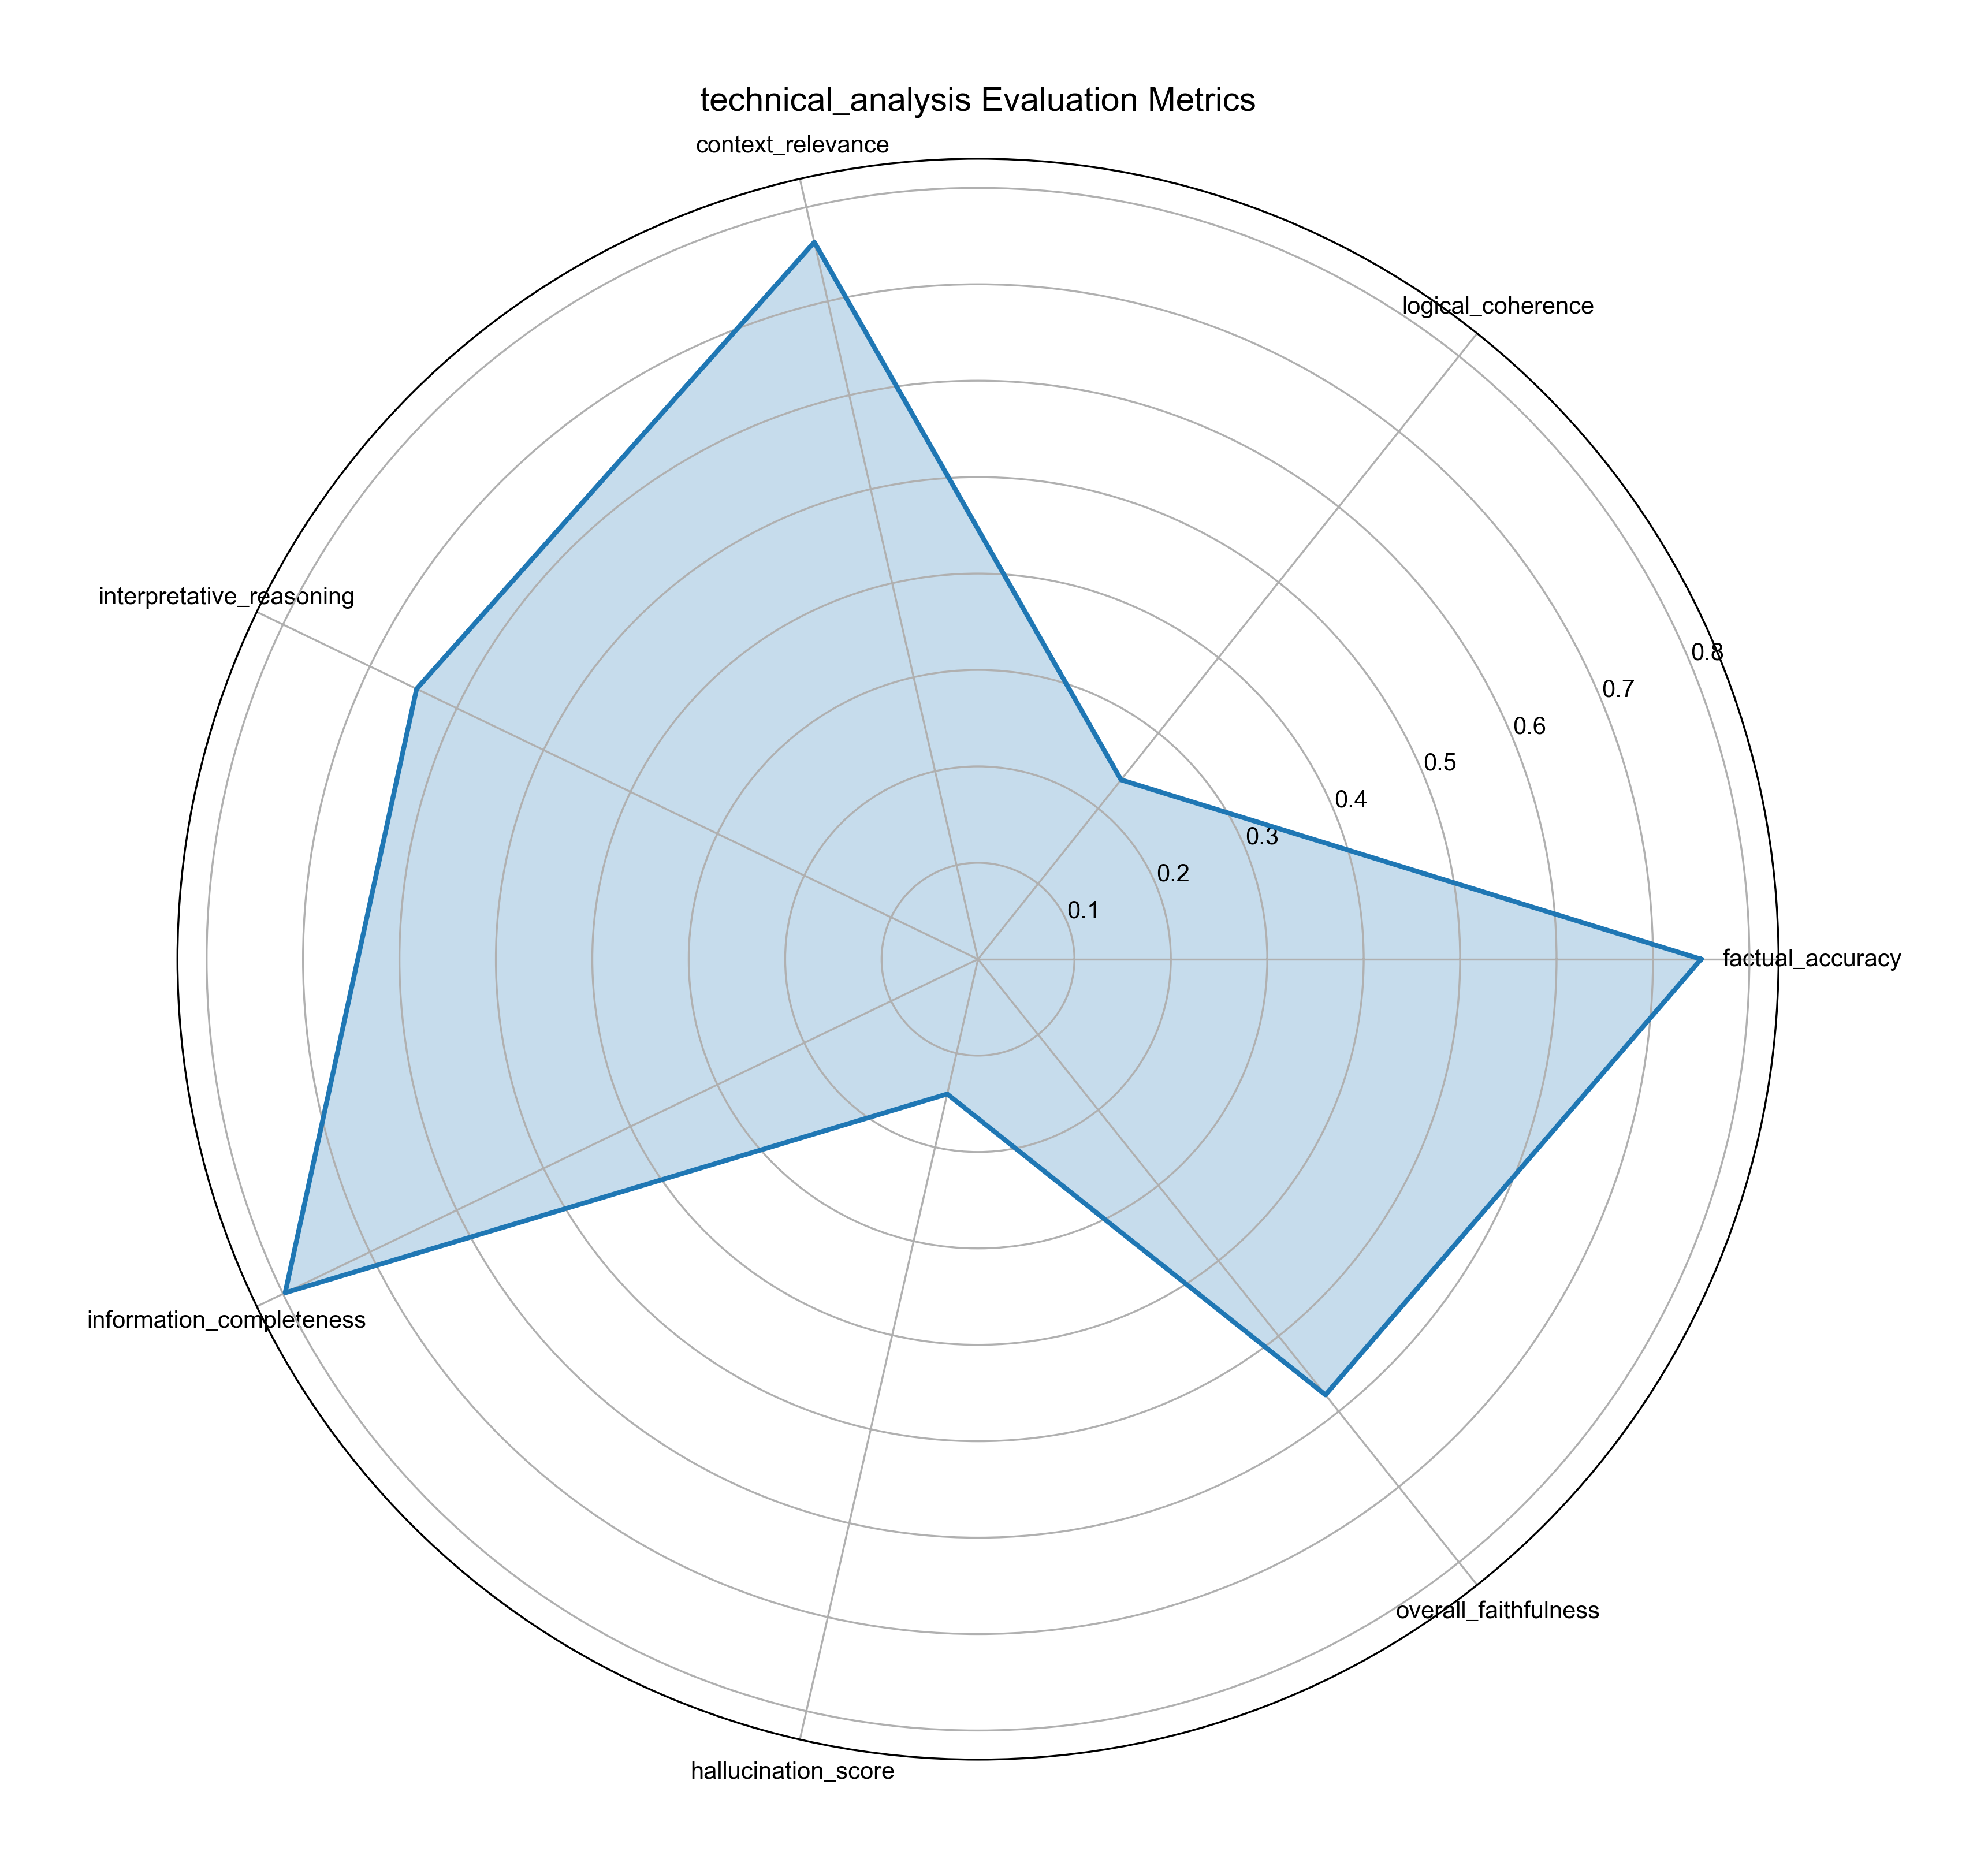 technical_analysis Evaluation Metrics
context_relevance
logical_coherence
interpretative_reasoning
0.8
0.7
0.6
0.5
0.4
0.3
0.2
0.1
factual_accuracy
information_completeness
overall_faithfulness
hallucination_score